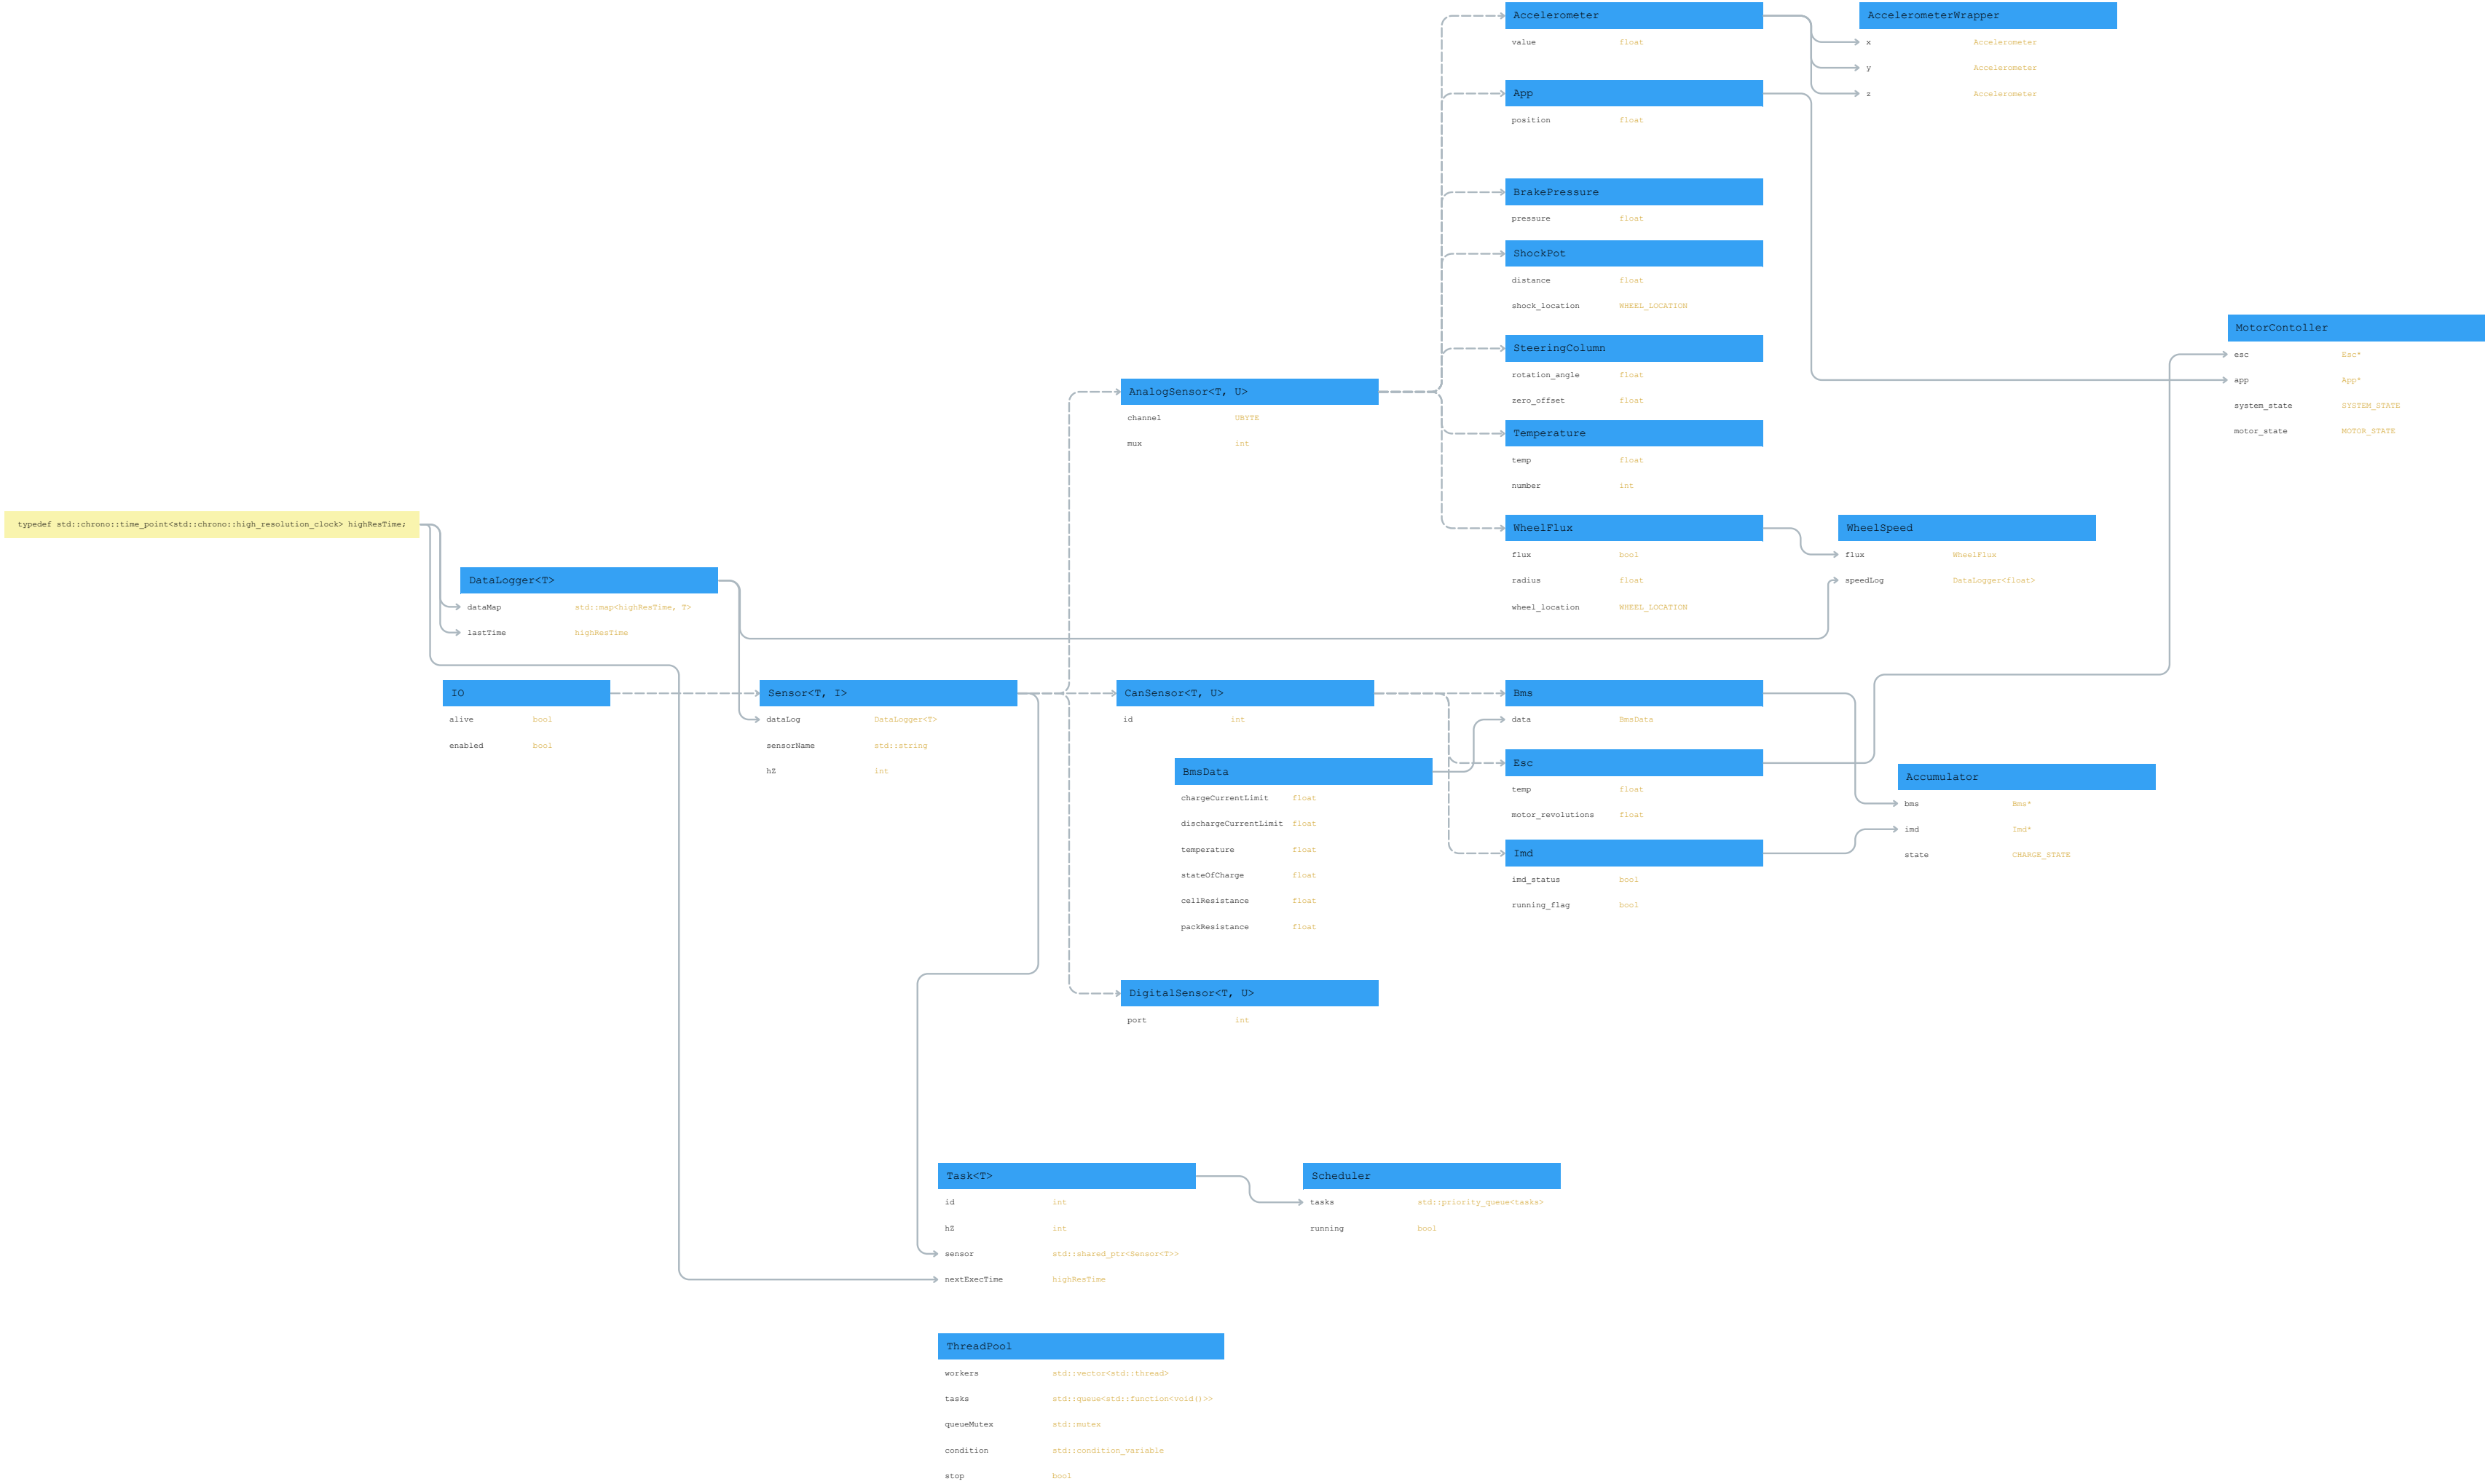 Accelerometer
value float
AccelerometerWrapper
x Accelerometer
y Accelerometer
z Accelerometer
App
position float
BrakePressure
pressure float
ShockPot
distance float
shock_location WHEEL_LOCATION
MotorContoller
esc Esc*
app App*
system_state SYSTEM_STATE
motor_state MOTOR_STATE
SteeringColumn
rotation_angle float
zero_offset float
AnalogSensor<T, U>
channel UBYTE
mux int
Temperature
temp float
number int
typedef std::chrono::time_point<std::chrono::high_resolution_clock> highResTime;
WheelFlux
flux bool
radius float
wheel_location WHEEL_LOCATION
WheelSpeed
flux WheelFlux
speedLog DataLogger<float>
DataLogger<T>
dataMap std::map<highResTime, T>
lastTime highResTime
IO
alive bool
enabled bool
Sensor<T, I>
dataLog DataLogger<T>
sensorName std::string
hZ int
CanSensor<T, U>
id int
Bms
data BmsData
Esc
temp float
motor_revolutions float
BmsData
chargeCurrentLimit float
dischargeCurrentLimit float
temperature float
stateOfCharge float
cellResistance float
packResistance float
Accumulator
bms Bms*
imd Imd*
state CHARGE_STATE
Imd
imd_status bool
running_flag bool
DigitalSensor<T, U>
port int
Task<T>
id int
hZ int
sensor std::shared_ptr<Sensor<T>>
nextExecTime highResTime
Scheduler
tasks std::priority_queue<tasks>
running bool
ThreadPool
workers std::vector<std::thread>
tasks std::queue<std::function<void()>>
queueMutex std::mutex
condition std::condition_variable
stop bool